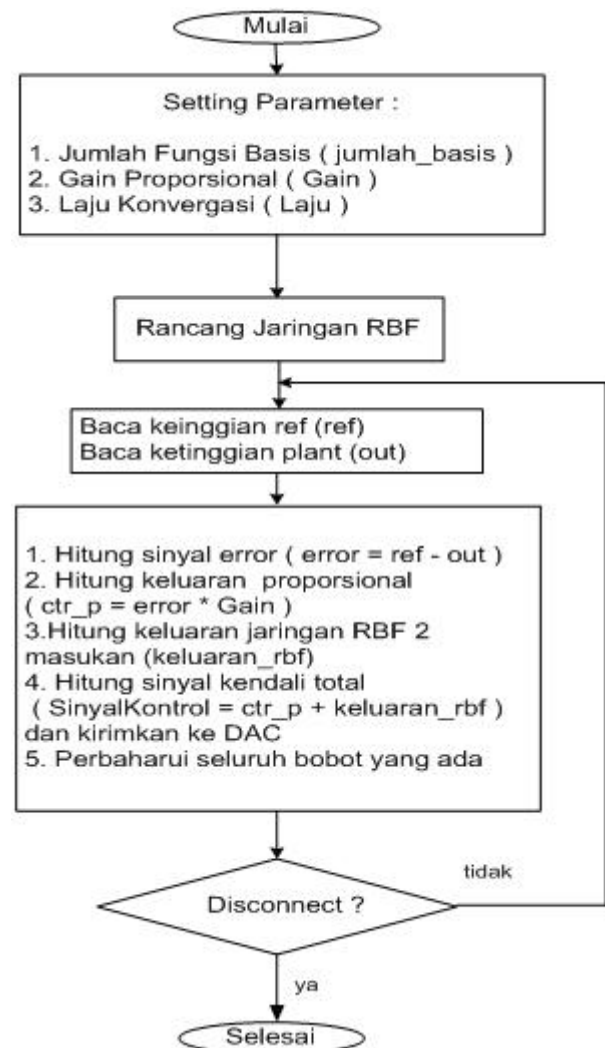 Mulai
Setting Parameter :
1. Jumlah Fungsi Basis ( jumlah_basis )
2. Gain Proporsional ( Gain )
3. Laju Konvergasi ( Laju )
Rancang Jaringan RBF
Baca keinggian ref (ref)
Baca ketinggian plant (out)
1. Hitung sinyal error ( error = ref - out )
2. Hitung keluaran proporsional
( ctr_p = error * Gain )
3.Hitung keluaran jaringan RBF 2
masukan (keluaran_rbf)
4. Hitung sinyal kendali total
( SinyalKontrol = ctr_p + keluaran_rbf )
dan kirimkan ke DAC
5. Perbaharui seluruh bobot yang ada
tidak
Disconnect ?
ya
Selesai